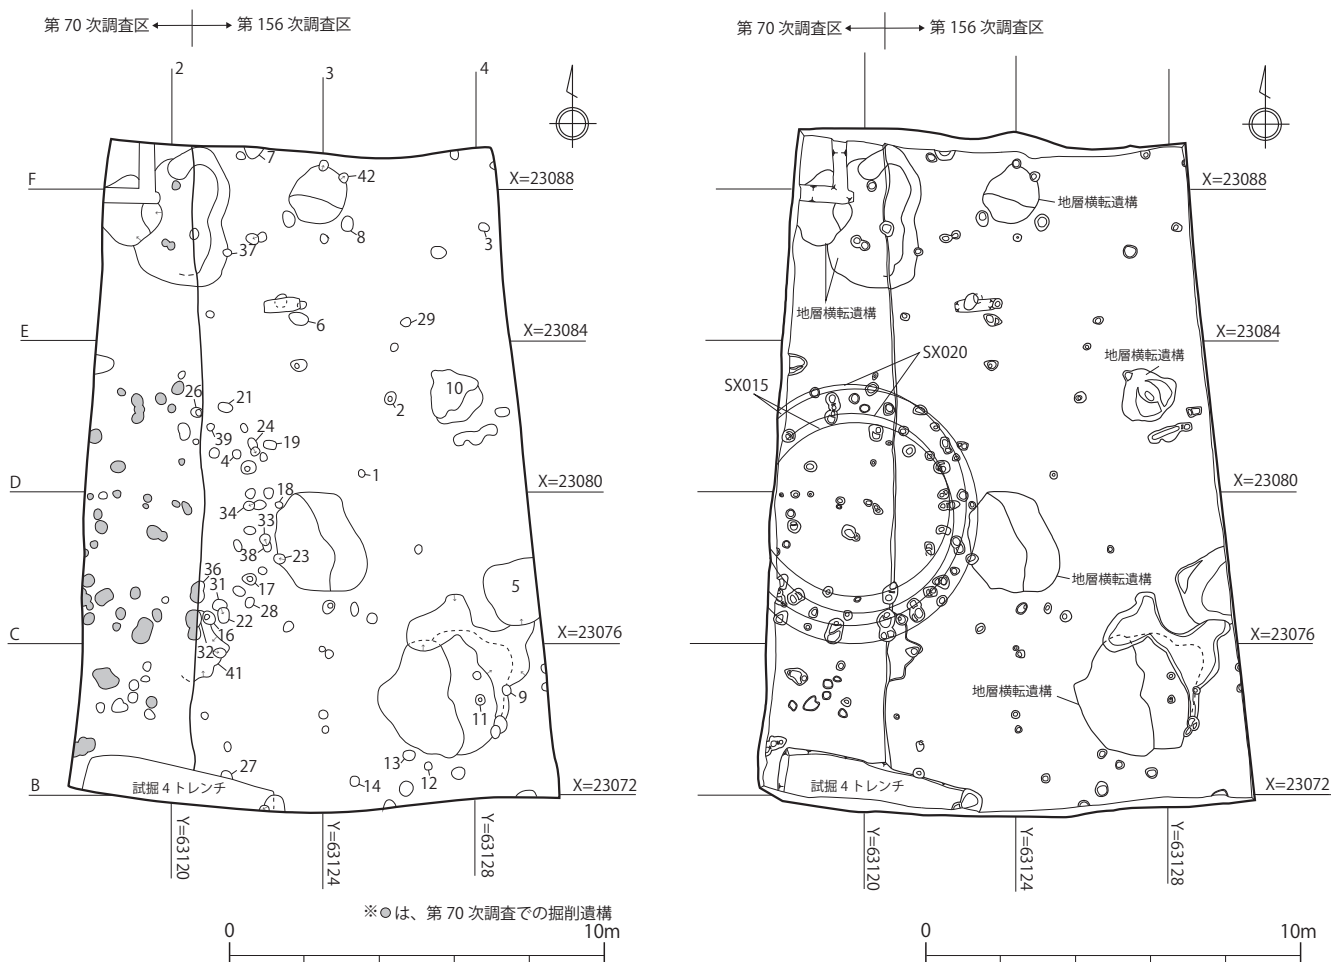 第 70 次調査区
第 156 次調査区
2
3
4
F
E
D
C
B
X=23088
X=23084
X=23080
X=23076
X=23072
7
42
8
3
37
6
29
26
21
10
2
39
24
19
4
1
18
34
33
38
23
36
31
17
28
5
22
16
32
41
9
11
13
12
14
27
試掘 4 トレンチ
Y=63120
Y=63124
Y=63128
※●は、第 70 次調査での掘削遺構
0
10m
第 70 次調査区
第 156 次調査区
X=23088
X=23084
X=23080
X=23076
X=23072
地層横転遺構
地層横転遺構
地層横転遺構
SX020
SX015
地層横転遺構
地層横転遺構
試掘 4 トレンチ
Y=63120
Y=63124
Y=63128
0
10m